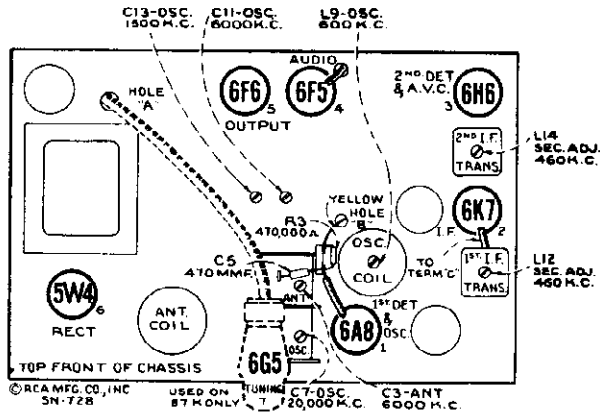 C13-OSC. C11-OSC. L9-OSC.
1500 K.C. 6000 K.C. 600 K.C.
HOLE
"A"
6F6
5
OUTPUT
AUDIO
6F5
4
2ND. DET
& A.V.C.
3
6H6
2ND I.F.
TRANS
L14
SEC. ADJ.
460 K.C.
YELLOW
HOLE
B
R3
470,000Ω
6K7
2
I.F.
TO
TERM "C"
1ST I.F.
TRANS
L12
SEC. ADJ.
460 K.C.
OSC.
COIL
C5
470 MMF.
ANT.
5W4
6
RECT
ANT.
COIL
1ST DET
&
OSC.
6A8
1
OSC.
6G5
TUNING
7
TOP FRONT OF CHASSIS
© RCA MFG. CO., INC
SN-728
USED ON
87K ONLY
C7-OSC.
20,000 K.C.
C3-ANT
6000 K.C.